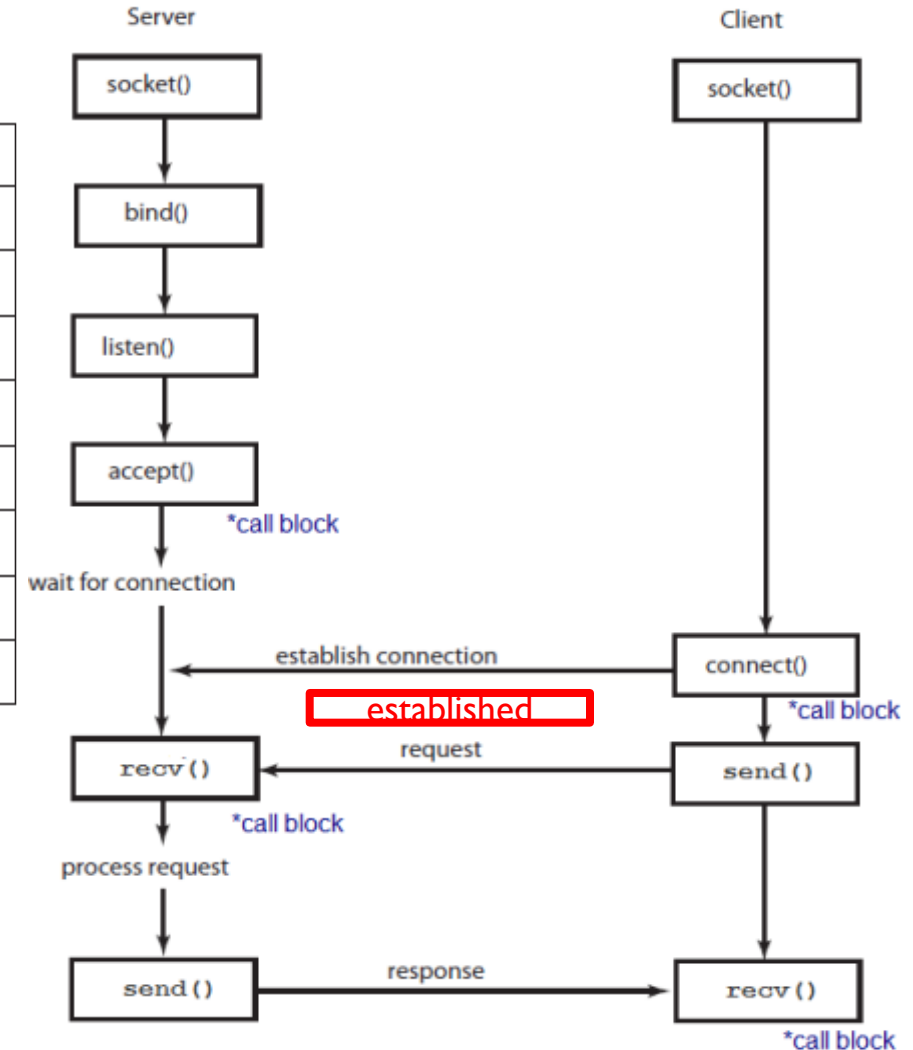 Server
Client
socket()
socket()
bind()
listen()
accept()
*call block
wait for connection
establish connection
connect()
*call block
established
request
recv()
send()
*call block
process request
send()
response
recv()
*call block